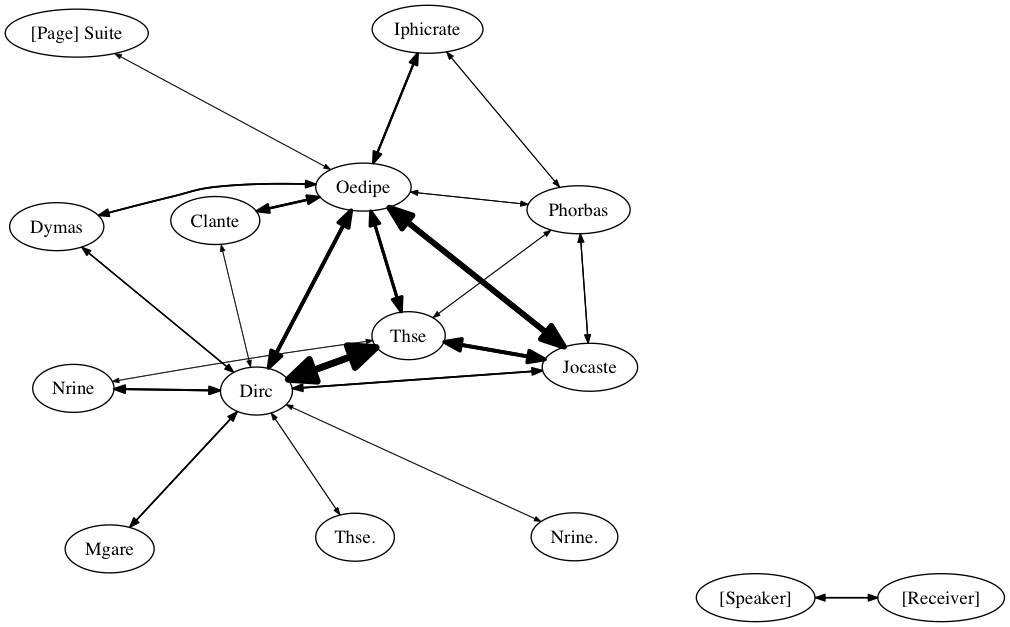 [Page] Suite
Iphicrate
Oedipe
Phorbas
Dymas
Clante
Thse
Jocaste
Nrine
Dirc
Mgare
Thse.
Nrine.
[Speaker]
[Receiver]